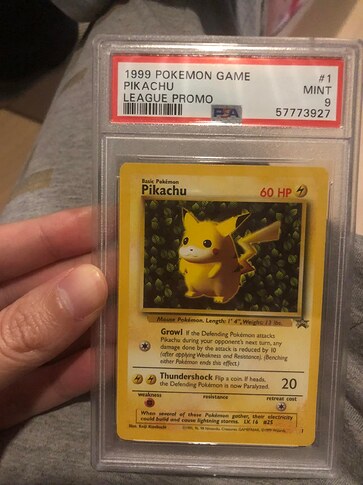 1999 POKEMON GAME #1
PIKACHU MINT
LEAGUE PROMO 9
PSA 57773927
Basic Pokémon
Pikachu 60 HP
Mouse Pokémon. Length: 1' 4", Weight: 13 lbs.
Growl If the Defending Pokémon attacks
Pikachu during your opponent's next turn, any
damage done by the attack is reduced by 10
(after applying Weakness and Resistance). (Benching
either Pokémon ends this effect.)
Thundershock Flip a coin. If heads,
the Defending Pokémon is now Paralyzed. 20
weakness resistance retreat cost
When several of these Pokémon gather, their electricity
could build and cause lightning storms. LV. 16 #25